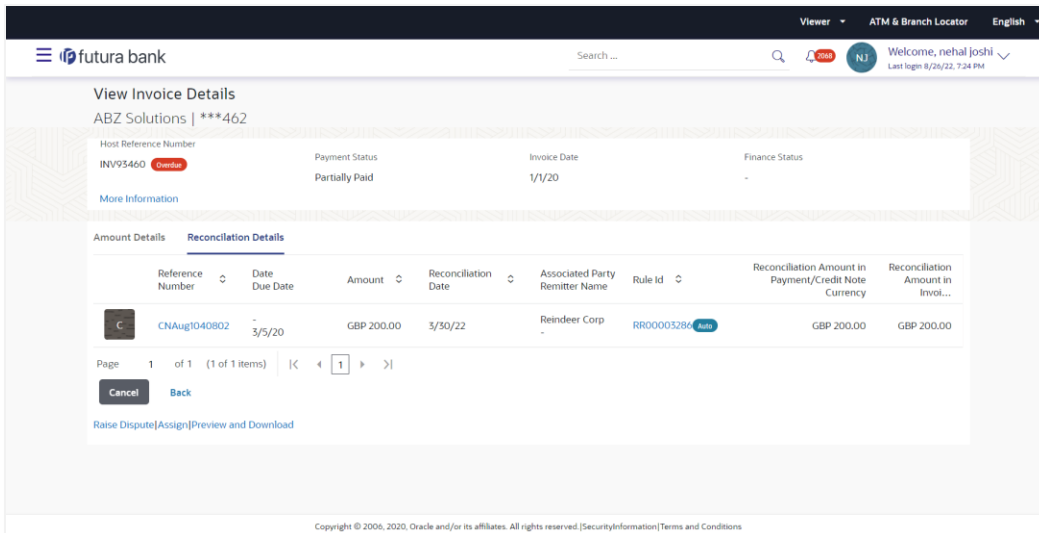 Viewer ATM & Branch Locator English
futura bank
Search ...
2068
NJ
Welcome, nehal joshi
Last login 8/26/22, 7:24 PM
View Invoice Details
ABZ Solutions | ***462
Host Reference Number
INV93460 Overdue
Payment Status
Partially Paid
Invoice Date
1/1/20
Finance Status
-
More Information
Amount Details Reconcilation Details
Reference Number
Date
Due Date
Amount
Reconciliation Date
Associated Party
Remitter Name
Rule Id
Reconciliation Amount in Payment/Credit Note Currency
Reconciliation Amount in Invoi...
C
CNAug1040802
-
3/5/20
GBP 200.00
3/30/22
Reindeer Corp
-
RR00003286 Auto
GBP 200.00
GBP 200.00
Page 1 of 1 (1 of 1 items) 1
Cancel Back
Raise Dispute|Assign|Preview and Download
Copyright © 2006, 2020, Oracle and/or its affiliates. All rights reserved.|SecurityInformation|Terms and Conditions